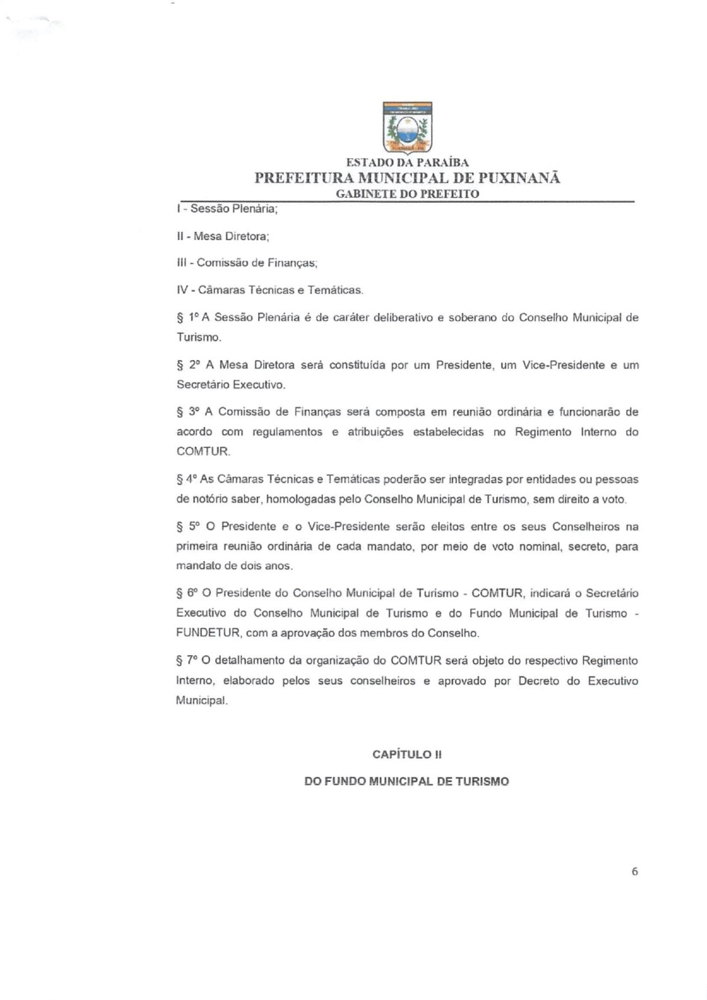 ESTADO DA PARAÍBA
PREFEITURA MUNICIPAL DE PUXINANÃ
GABINETE DO PREFEITO
I - Sessão Plenária;
II - Mesa Diretora;
III - Comissão de Finanças;
IV - Câmaras Técnicas e Temáticas.
§ 1º A Sessão Plenária é de caráter deliberativo e soberano do Conselho Municipal de
Turismo.
§ 2º A Mesa Diretora será constituída por um Presidente, um Vice-Presidente e um
Secretário Executivo.
§ 3º A Comissão de Finanças será composta em reunião ordinária e funcionarão de
acordo com regulamentos e atribuições estabelecidas no Regimento Interno do
COMTUR.
§ 4º As Câmaras Técnicas e Temáticas poderão ser integradas por entidades ou pessoas
de notório saber, homologadas pelo Conselho Municipal de Turismo, sem direito a voto.
§ 5º O Presidente e o Vice-Presidente serão eleitos entre os seus Conselheiros na
primeira reunião ordinária de cada mandato, por meio de voto nominal, secreto, para
mandato de dois anos.
§ 6º O Presidente do Conselho Municipal de Turismo - COMTUR, indicará o Secretário
Executivo do Conselho Municipal de Turismo e do Fundo Municipal de Turismo -
FUNDETUR, com a aprovação dos membros do Conselho.
§ 7º O detalhamento da organização do COMTUR será objeto do respectivo Regimento
Interno, elaborado pelos seus conselheiros e aprovado por Decreto do Executivo
Municipal.
CAPÍTULO II
DO FUNDO MUNICIPAL DE TURISMO
6